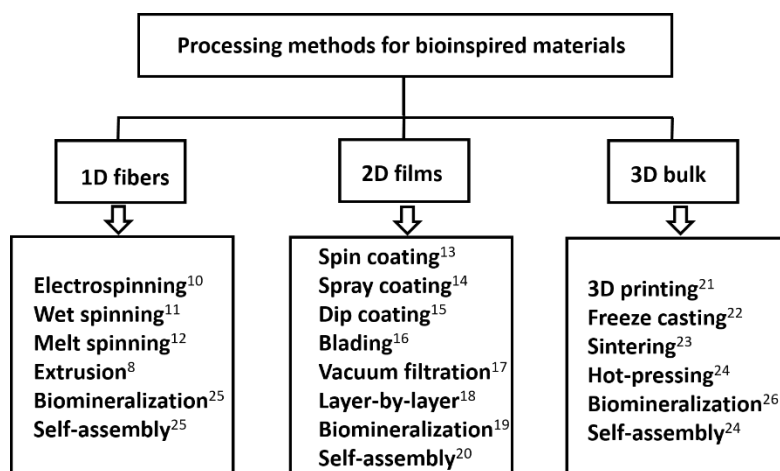 Processing methods for bioinspired materials
1D fibers
2D films
3D bulk
Electrospinning¹⁰
Wet spinning¹¹
Melt spinning¹²
Extrusion⁸
Biomineralization²⁵
Self-assembly²⁵
Spin coating¹³
Spray coating¹⁴
Dip coating¹⁵
Blading¹⁶
Vacuum filtration¹⁷
Layer-by-layer¹⁸
Biomineralization¹⁹
Self-assembly²⁰
3D printing²¹
Freeze casting²²
Sintering²³
Hot-pressing²⁴
Biomineralization²⁶
Self-assembly²⁴